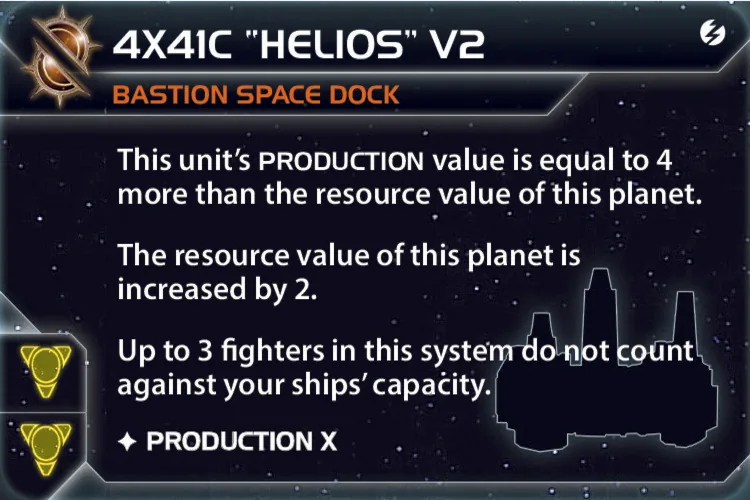 4X41C "HELIOS" V2
BASTION SPACE DOCK
This unit’s PRODUCTION value is equal to 4
more than the resource value of this planet.
The resource value of this planet is
increased by 2.
Up to 3 fighters in this system do not count
against your ships’ capacity.
✦ PRODUCTION X